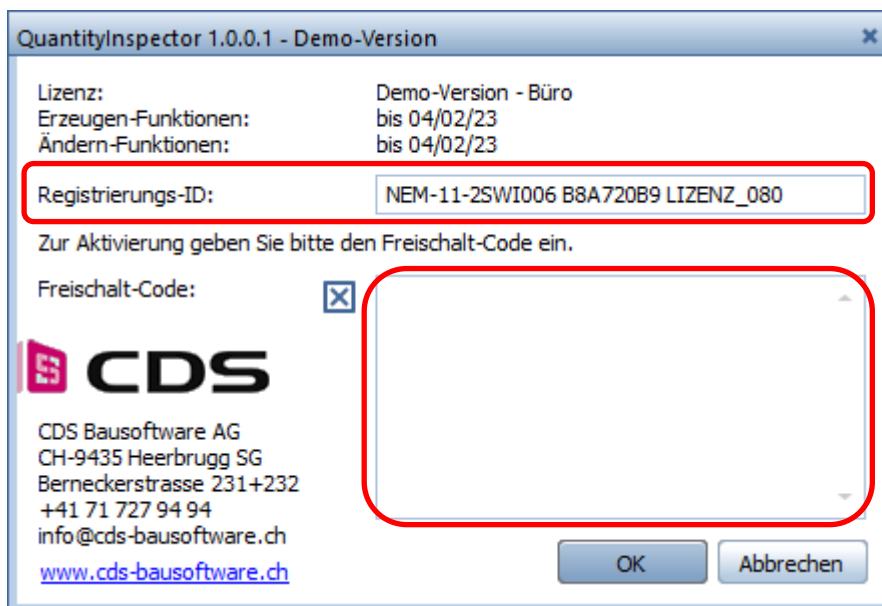 QuantityInspector 1.0.0.1 - Demo-Version
Lizenz: Demo-Version - Büro
Erzeugen-Funktionen: bis 04/02/23
Ändern-Funktionen: bis 04/02/23
Registrierungs-ID: NEM-11-2SWI006 B8A720B9 LIZENZ_080
Zur Aktivierung geben Sie bitte den Freischalt-Code ein.
Freischalt-Code:
CDS
CDS Bausoftware AG
CH-9435 Heerbrugg SG
Berneckerstrasse 231+232
+41 71 727 94 94
info@cds-bausoftware.ch
www.cds-bausoftware.ch
OK Abbrechen